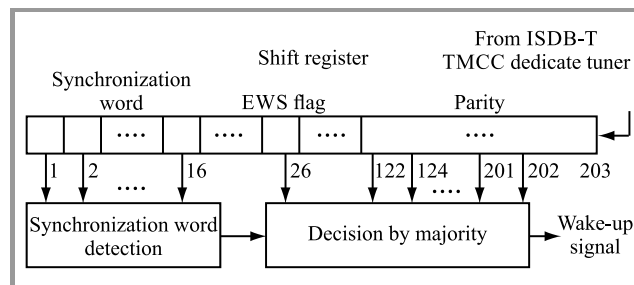 From ISDB-T
Shift register
TMCC dedicate tuner
Synchronization
word
EWS flag
Parity
.... .... .... ....
1 2 .... 16 26 122 124 .... 201 202 203
Synchronization word
detection
Decision by majority
Wake-up
signal